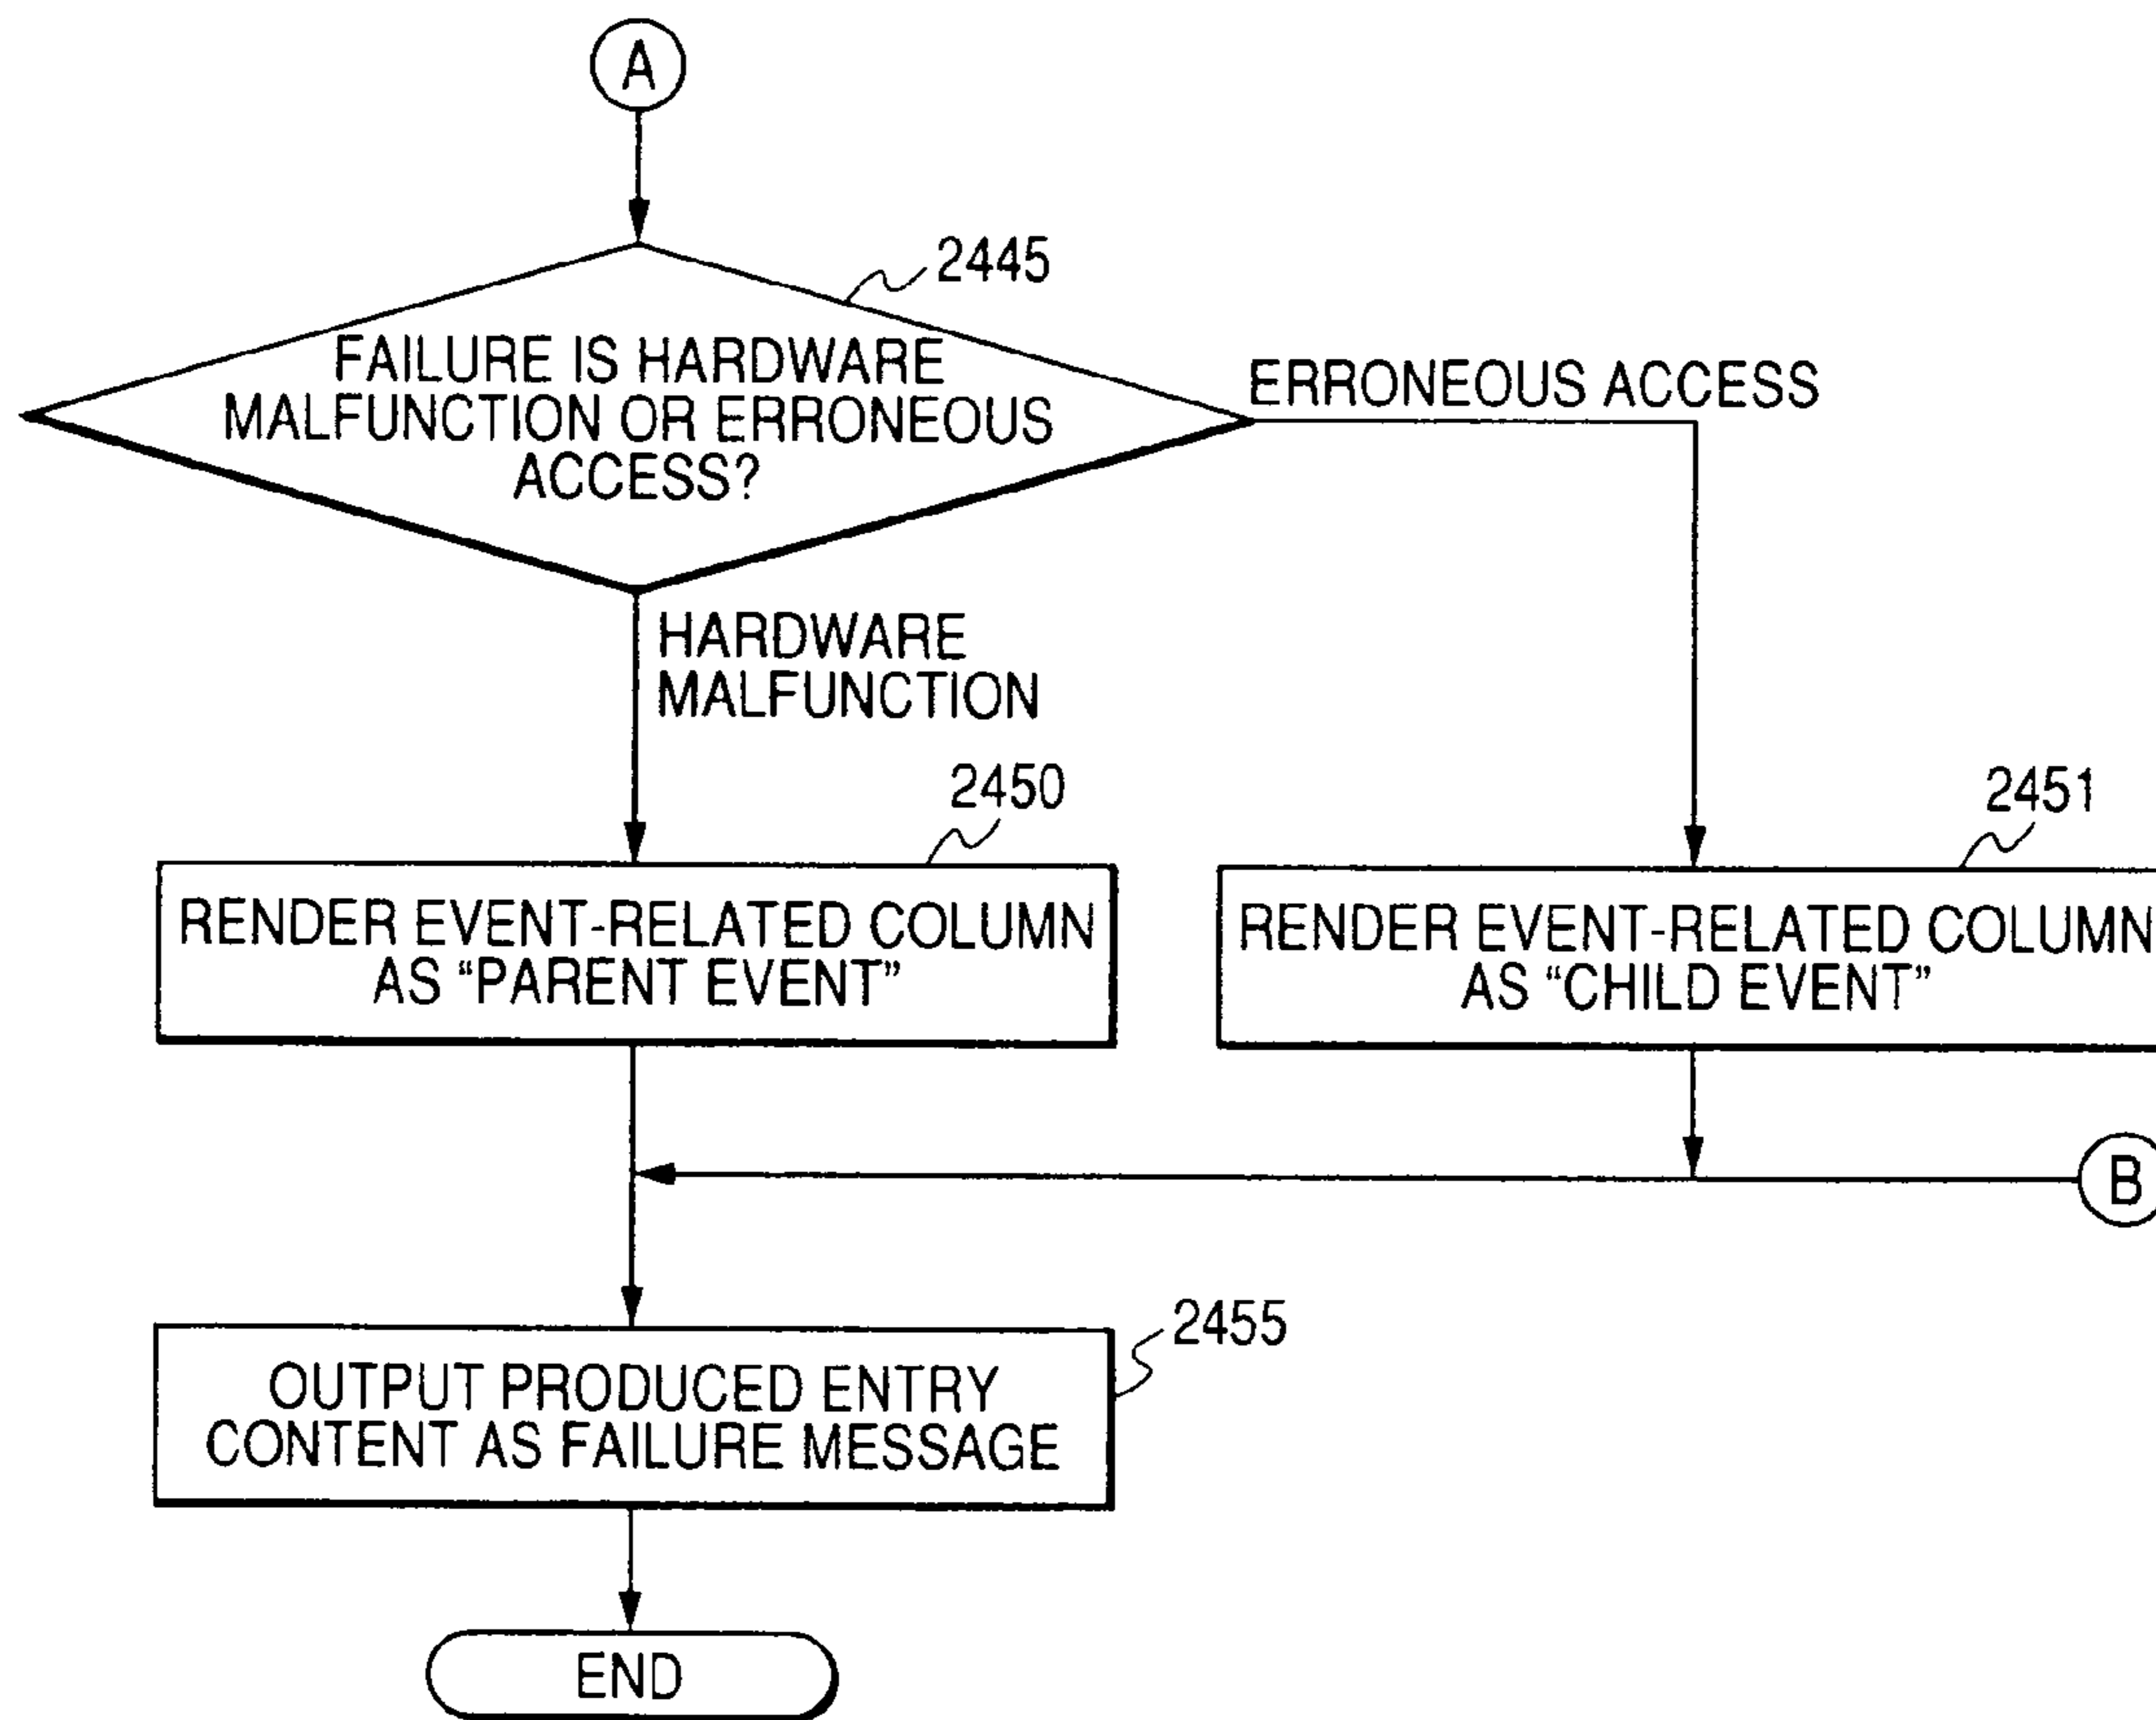 A
2445
FAILURE IS HARDWARE
MALFUNCTION OR ERRONEOUS
ACCESS?
ERRONEOUS ACCESS
HARDWARE
MALFUNCTION
2450
RENDER EVENT-RELATED COLUMN
AS “PARENT EVENT”
2451
RENDER EVENT-RELATED COLUMN
AS “CHILD EVENT”
B
2455
OUTPUT PRODUCED ENTRY
CONTENT AS FAILURE MESSAGE
END